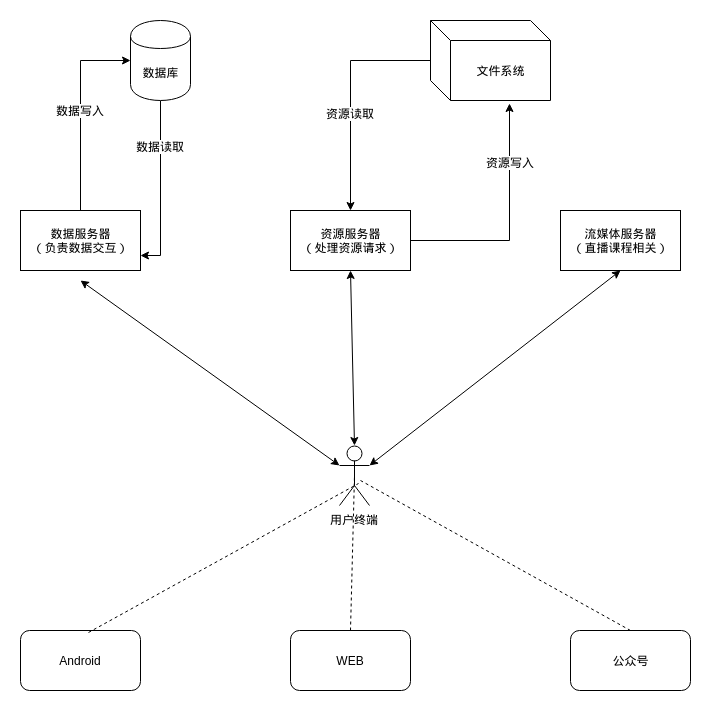 数据库
文件系统
数据写入
资源读取
数据读取
资源写入
数据服务器
（负责数据交互）
资源服务器
（处理资源请求）
流媒体服务器
（直播课程相关）
用户终端
Android
WEB
公众号